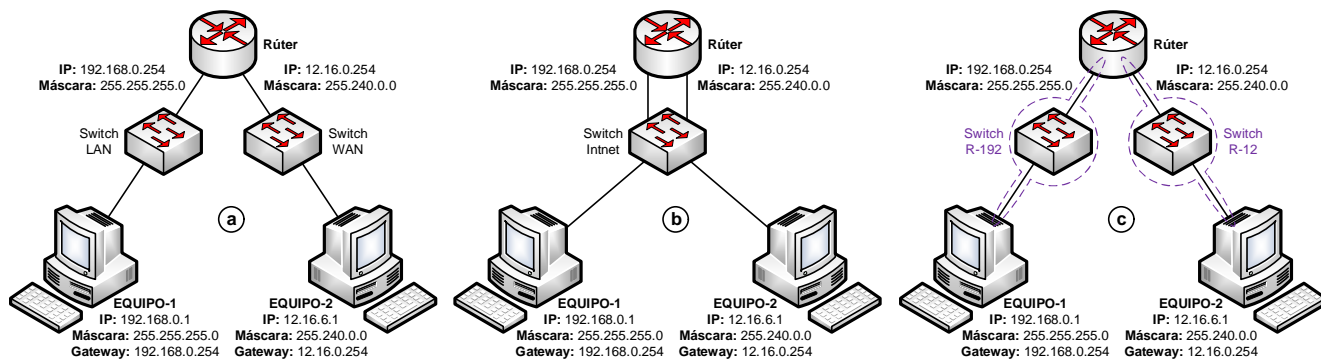 Rúter
IP: 192.168.0.254
Máscara: 255.255.255.0
IP: 12.16.0.254
Máscara: 255.240.0.0
Switch
LAN
Switch
WAN
a
EQUIPO-1
IP: 192.168.0.1
Máscara: 255.255.255.0
Gateway: 192.168.0.254
EQUIPO-2
IP: 12.16.6.1
Máscara: 255.240.0.0
Gateway: 12.16.0.254
Rúter
IP: 192.168.0.254
Máscara: 255.255.255.0
IP: 12.16.0.254
Máscara: 255.240.0.0
Switch
Intnet
b
EQUIPO-1
IP: 192.168.0.1
Máscara: 255.255.255.0
Gateway: 192.168.0.254
EQUIPO-2
IP: 12.16.6.1
Máscara: 255.240.0.0
Gateway: 12.16.0.254
Rúter
IP: 192.168.0.254
Máscara: 255.255.255.0
IP: 12.16.0.254
Máscara: 255.240.0.0
Switch
R-192
Switch
R-12
c
EQUIPO-1
IP: 192.168.0.1
Máscara: 255.255.255.0
Gateway: 192.168.0.254
EQUIPO-2
IP: 12.16.6.1
Máscara: 255.240.0.0
Gateway: 12.16.0.254